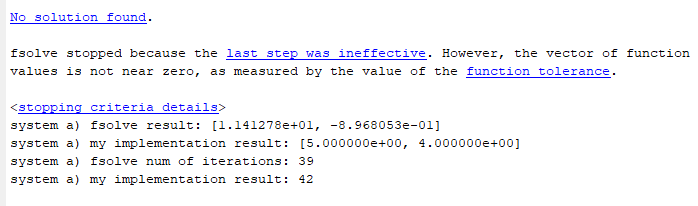 No solution found.
fsolve stopped because the last step was ineffective. However, the vector of function
values is not near zero, as measured by the value of the function tolerance.
<stopping criteria details>
system a) fsolve result: [1.141278e+01, -8.968053e-01]
system a) my implementation result: [5.000000e+00, 4.000000e+00]
system a) fsolve num of iterations: 39
system a) my implementation result: 42